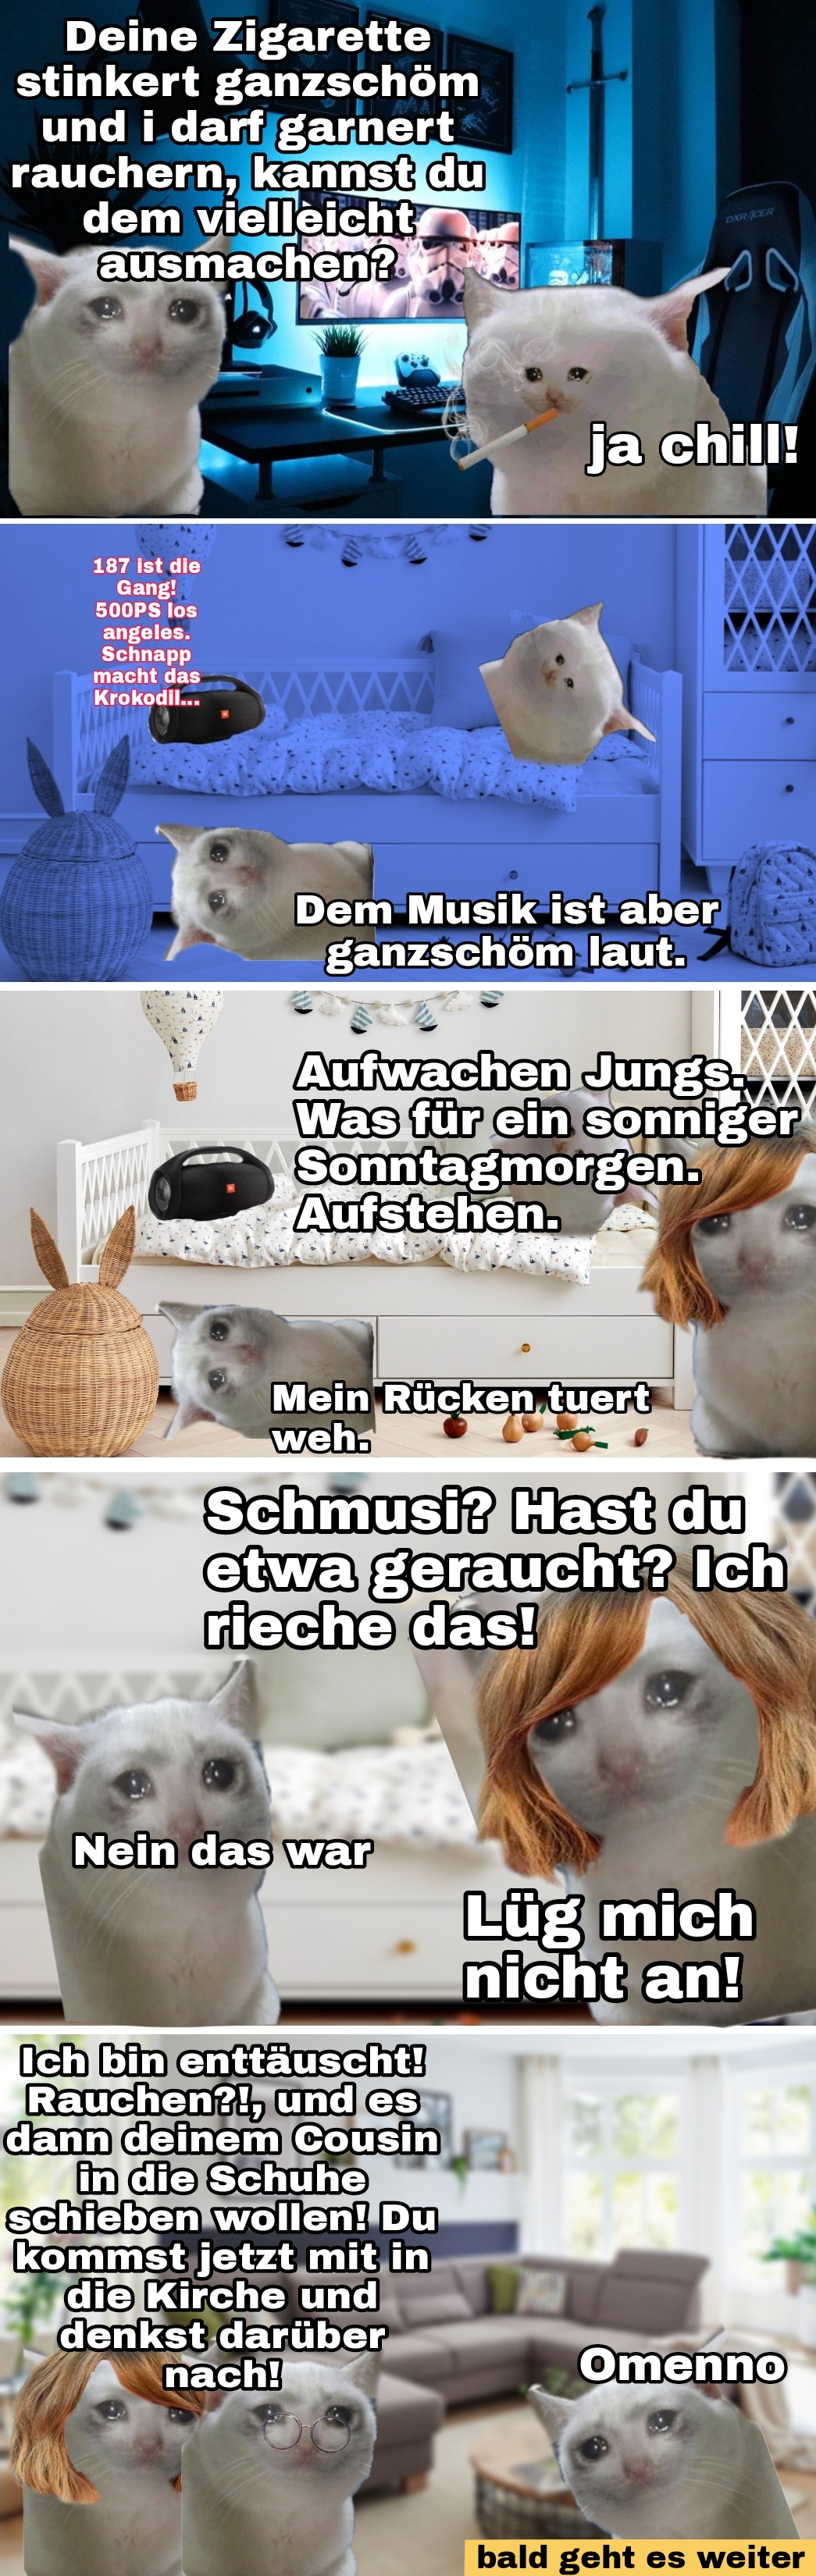 Deine Zigarette
stinkert ganzschöm
und i darf garnert
rauchern, kannst du
dem vielleicht
ausmachen?
DXRACER
ja chill!
187 ist die
Gang!
500PS los
angeles.
Schnapp
macht das
Krokodil...
Dem Musik ist aber
ganzschöm laut.
Aufwachen Jungs.
Was für ein sonniger
Sonntagmorgen.
Aufstehen.
Mein Rücken tuert
weh.
Schmusi? Hast du
etwa geraucht? Ich
rieche das!
Nein das war
Lüg mich
nicht an!
Ich bin enttäuscht!
Rauchen?!, und es
dann deinem Cousin
in die Schuhe
schieben wollen! Du
kommst jetzt mit in
die Kirche und
denkst darüber
nach!
Omenno
bald geht es weiter